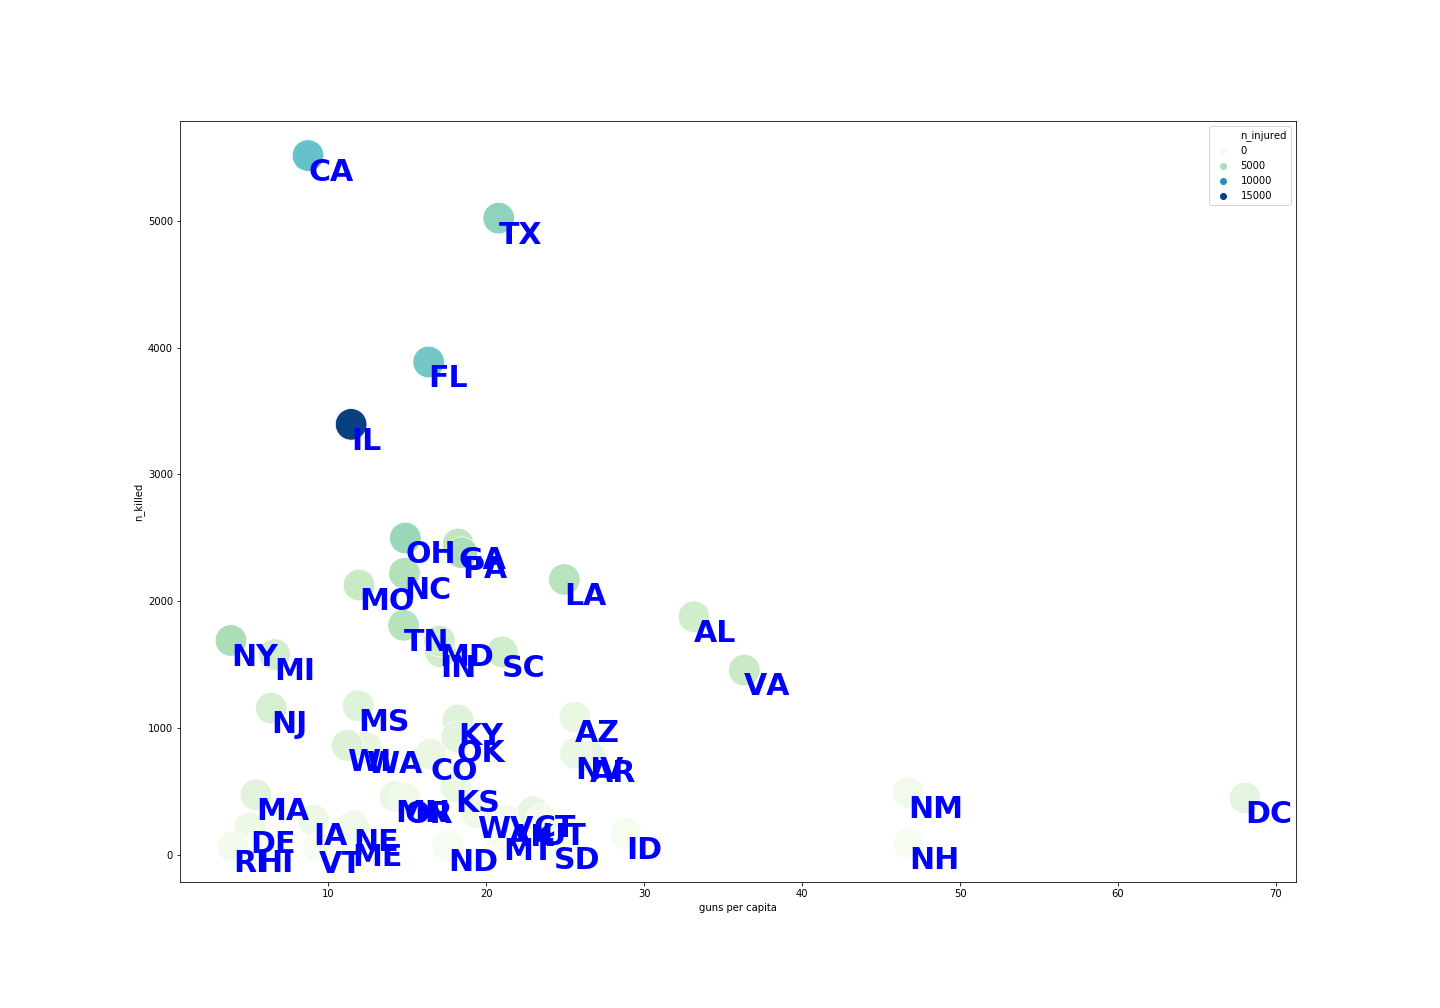 n_injured
0
5000
10000
15000
CA
TX
5000
FL
4000
IL
3000
n_killed
OH
GA
PA
NC
LA
MO
2000
TN
AL
NY
MD
MI
IN
SC
VA
NJ
MS
1000
AZ
KY
OK
WI
WA
CO
NV
AR
MA
KS
NM
DC
OR
IA
WV
CT
UT
DE
NE
MT
ID
ME
RI
HI
VT
ND
SD
NH
0
10
20
30
40
50
60
70
guns per capita